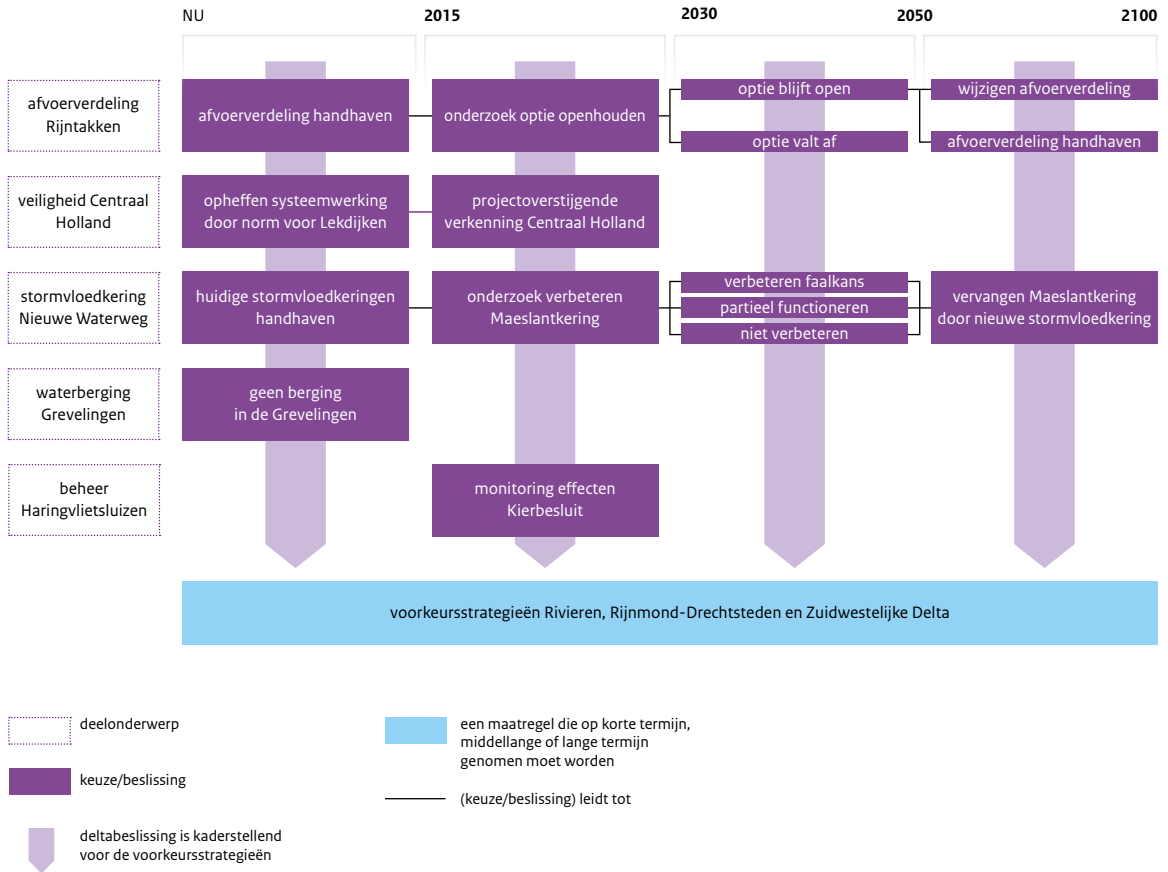 NU
2015
2030
2050
2100
afvoerverdeling
Rijntakken
afvoerverdeling handhaven
onderzoek optie openhouden
optie blijft open
optie valt af
wijzigen afvoerverdeling
afvoerverdeling handhaven
veiligheid Centraal
Holland
opheffen systeemwerking
door norm voor Lekdijken
projectoverstijgende
verkenning Centraal Holland
stormvloedkering
Nieuwe Waterweg
huidige stormvloedkeringen
handhaven
onderzoek verbeteren
Maeslantkering
verbeteren faalkans
partieel functioneren
niet verbeteren
vervangen Maeslantkering
door nieuwe stormvloedkering
waterberging
Grevelingen
geen berging
in de Grevelingen
beheer
Haringvlietsluizen
monitoring effecten
Kierbesluit
voorkeursstrategieën Rivieren, Rijnmond-Drechtsteden en Zuidwestelijke Delta
deelonderwerp
keuze/beslissing
deltabeslissing is kaderstellend
voor de voorkeursstrategieën
een maatregel die op korte termijn,
middellange of lange termijn
genomen moet worden
(keuze/beslissing) leidt tot